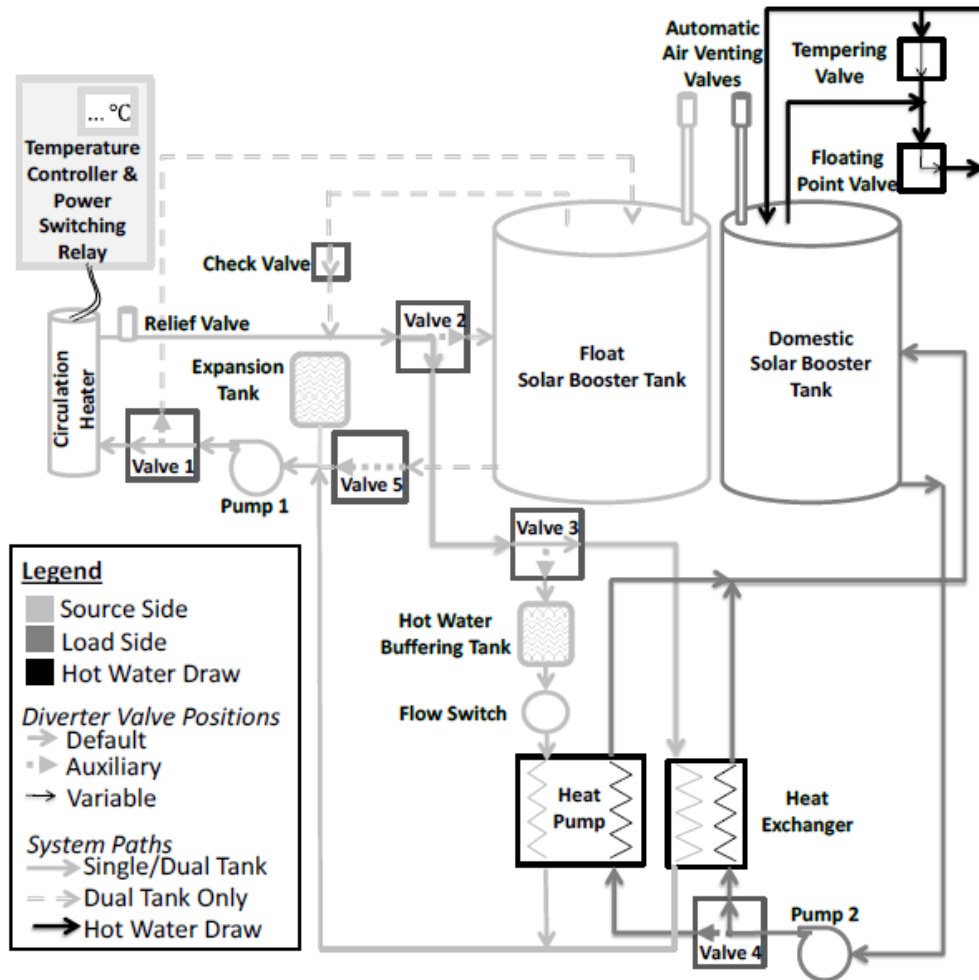 Automatic
Air Venting
Valves
Tempering
Valve
... °C
Temperature
Controller &
Power
Switching
Relay
Floating
Point Valve
Check Valve
Relief Valve
Valve 2
Expansion
Tank
Float
Solar Booster Tank
Domestic
Solar Booster
Tank
Circulation
Heater
Valve 1
Valve 5
Pump 1
Valve 3
Legend
Source Side
Load Side
Hot Water Draw
Diverter Valve Positions
Default
Auxiliary
Variable
System Paths
Single/Dual Tank
Dual Tank Only
Hot Water Draw
Hot Water
Buffering Tank
Flow Switch
Heat
Pump
Heat
Exchanger
Valve 4
Pump 2